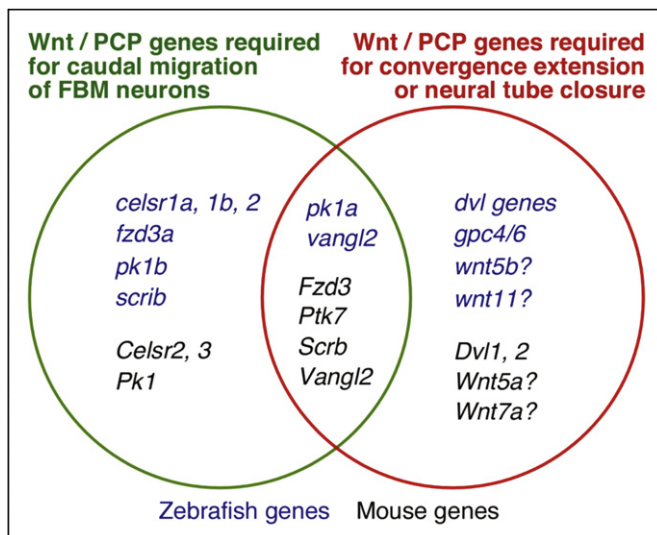 Wnt / PCP genes required
for caudal migration
of FBM neurons
Wnt / PCP genes required
for convergence extension
or neural tube closure
celsr1a, 1b, 2
fzd3a
pk1b
scrib
Celsr2, 3
Pk1
pk1a
vangl2
Fzd3
Ptk7
Scrb
Vangl2
dvl genes
gpc4/6
wnt5b?
wnt11?
Dvl1, 2
Wnt5a?
Wnt7a?
Zebrafish genes Mouse genes